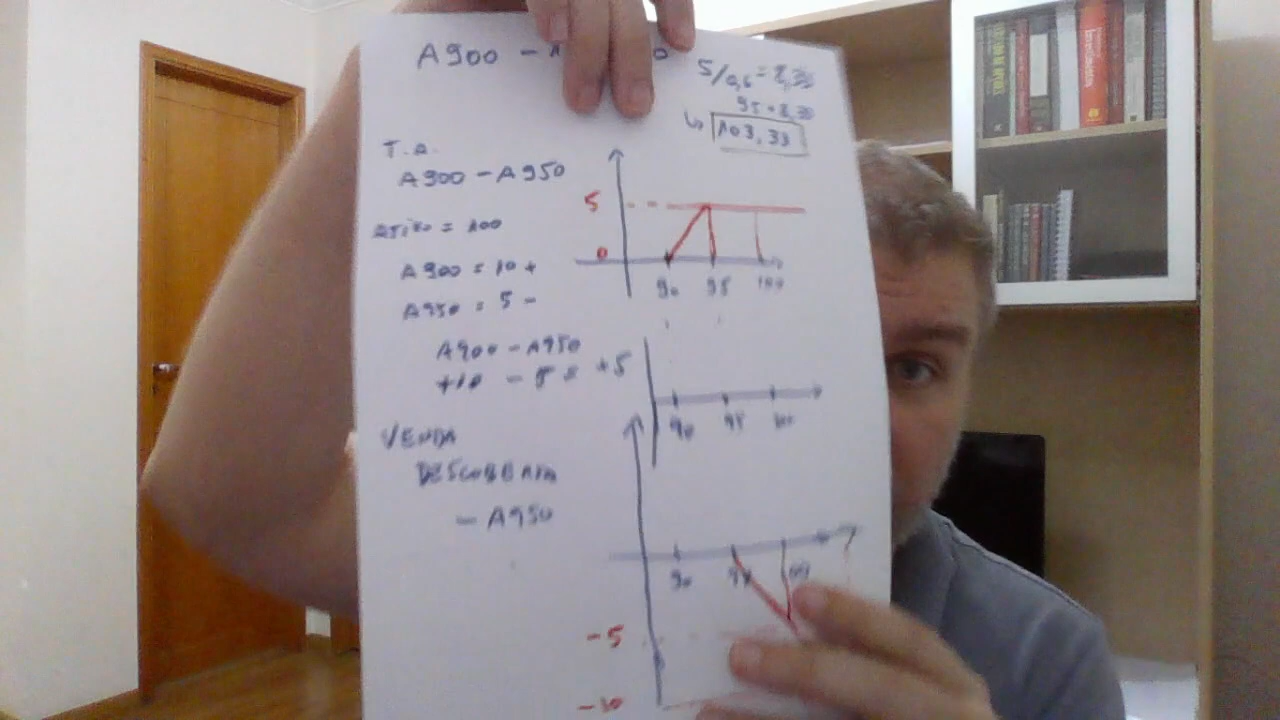 A900 -
5/0,6 = 8,33
95 + 8,33
↳ 103,33
T.A.
A900 - A950
ATIVO = 100
A900 = 10 +
A950 = 5 -
A900 - A950
+10 - 5 = +5
VENDA
DESCOBERTA
- A950
5
0
90 95 100
90 95 100
90 95 100
-5
-10